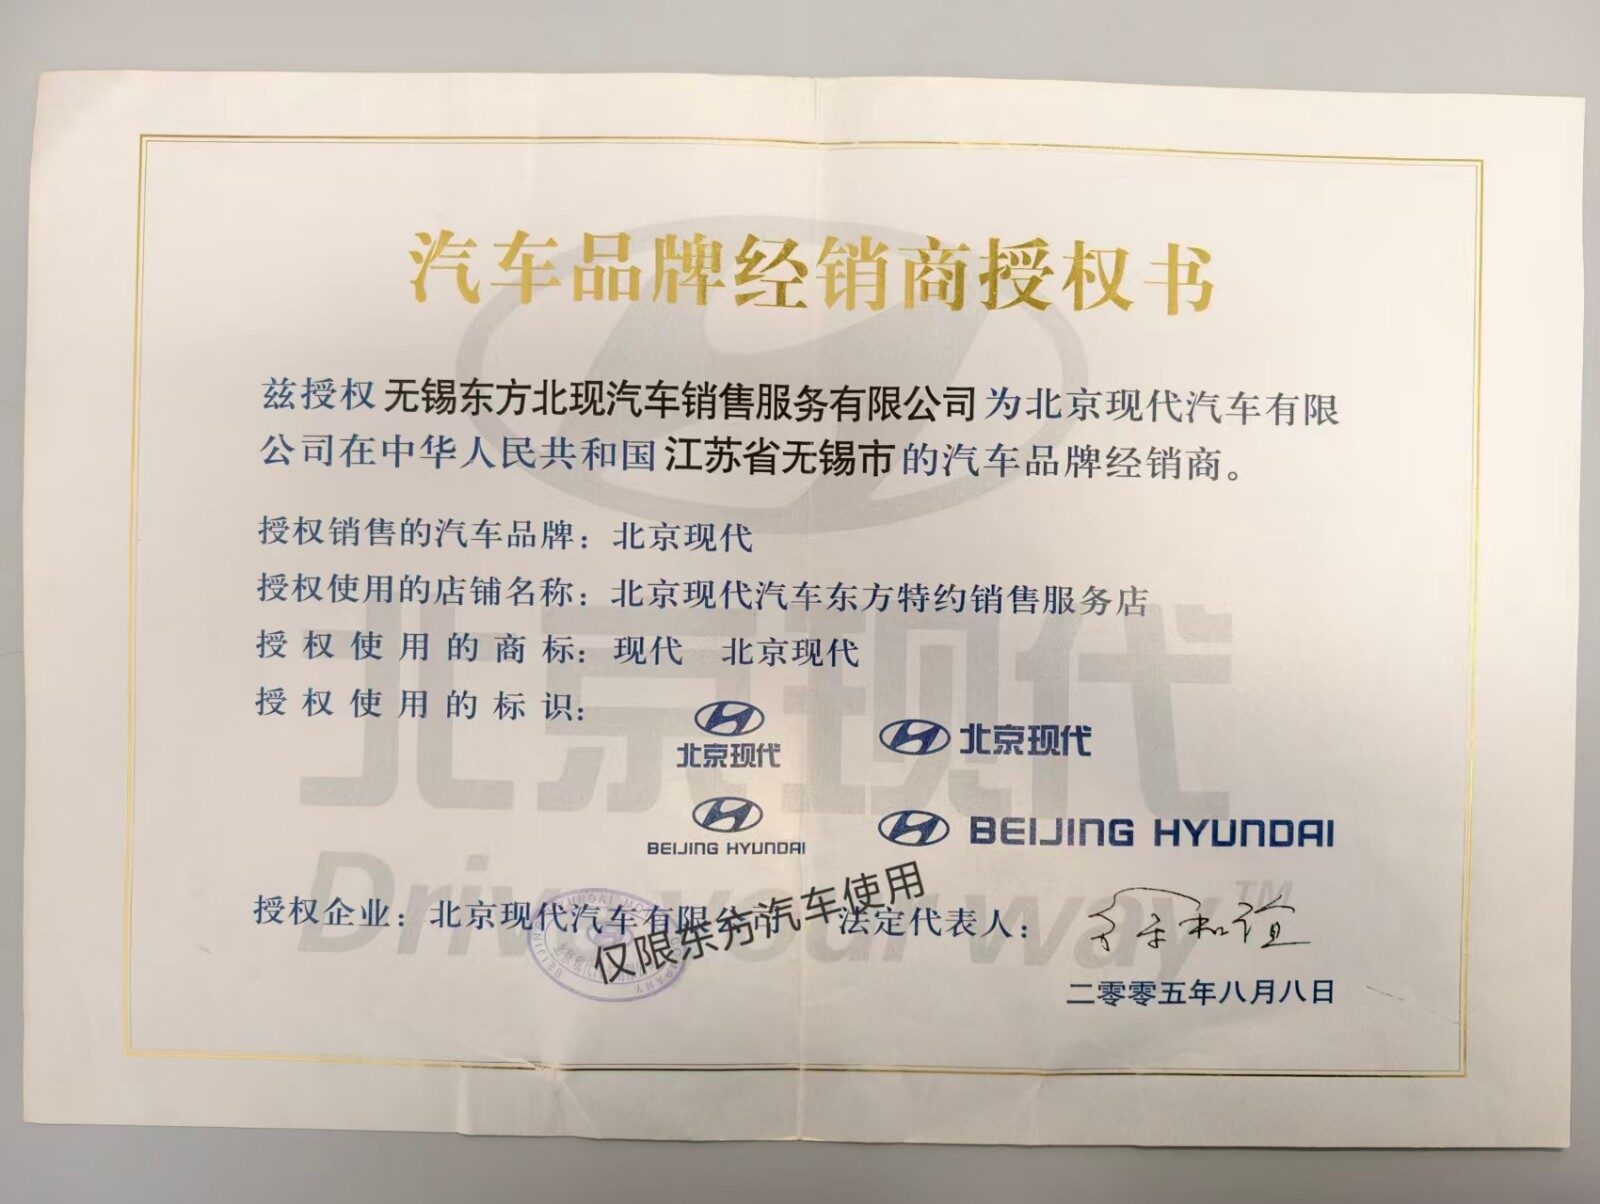 汽车品牌经销商授权书
兹授权 无锡东方北现汽车销售服务有限公司 为北京现代汽车有限
公司在中华人民共和国 江苏省无锡市 的汽车品牌经销商。
授权销售的汽车品牌：北京现代
授权使用的店铺名称：北京现代汽车东方特约销售服务店
授权使用的商标：现代 北京现代
授权使用的标识：
北京现代
北京现代
BEIJING HYUNDAI
BEIJING HYUNDAI
授权企业：北京现代汽车有限公司 法定代表人：
仅限东方汽车使用
二零零五年八月八日
北京现代
Drive your way™